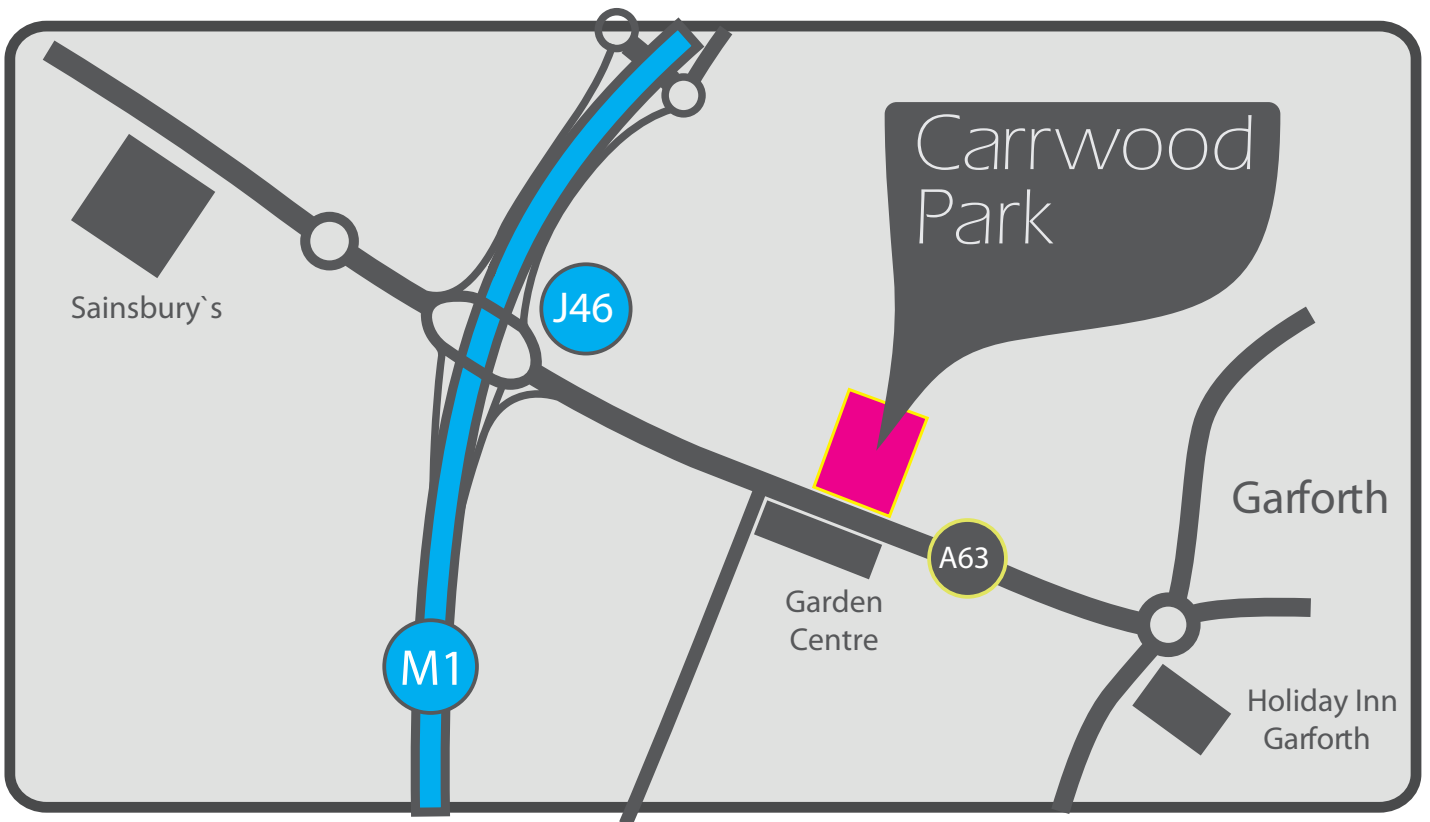 Carrwood
Park
Sainsbury`s
J46
Garforth
A63
Garden
Centre
M1
Holiday Inn
Garforth